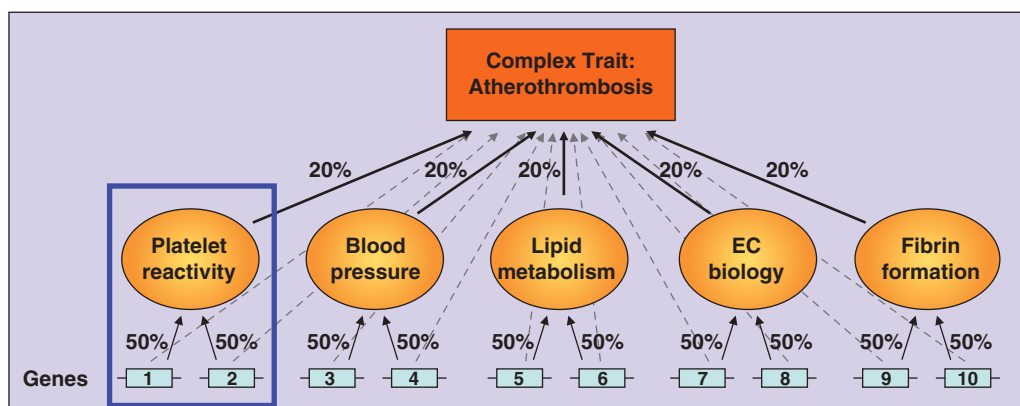 Complex Trait:
Atherothrombosis
20% 20% 20% 20% 20%
Platelet reactivity
Blood pressure
Lipid metabolism
EC biology
Fibrin formation
50% 50% 50% 50% 50% 50% 50% 50% 50% 50%
Genes 1 2 3 4 5 6 7 8 9 10